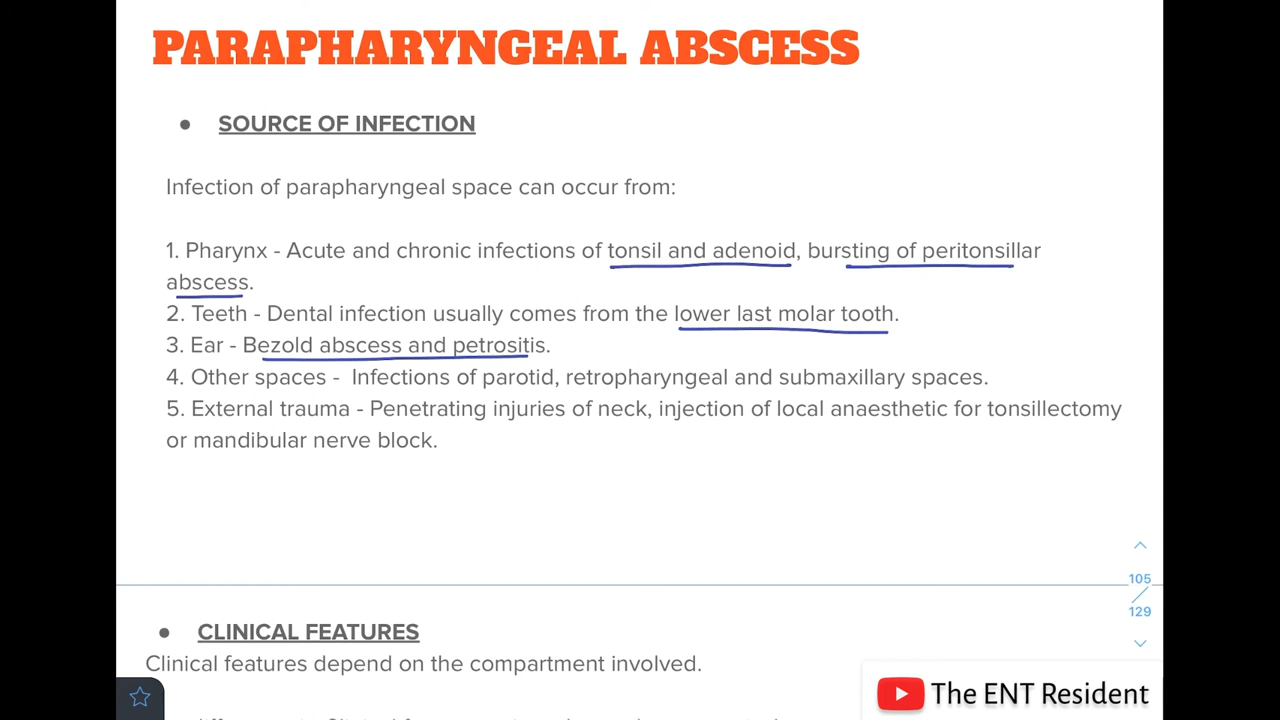 PARAPHARYNGEAL ABSCESS
● SOURCE OF INFECTION
Infection of parapharyngeal space can occur from:
1. Pharynx - Acute and chronic infections of tonsil and adenoid, bursting of peritonsillar
abscess.
2. Teeth - Dental infection usually comes from the lower last molar tooth.
3. Ear - Bezold abscess and petrositis.
4. Other spaces - Infections of parotid, retropharyngeal and submaxillary spaces.
5. External trauma - Penetrating injuries of neck, injection of local anaesthetic for tonsillectomy
or mandibular nerve block.
105
129
● CLINICAL FEATURES
Clinical features depend on the compartment involved.
The ENT Resident